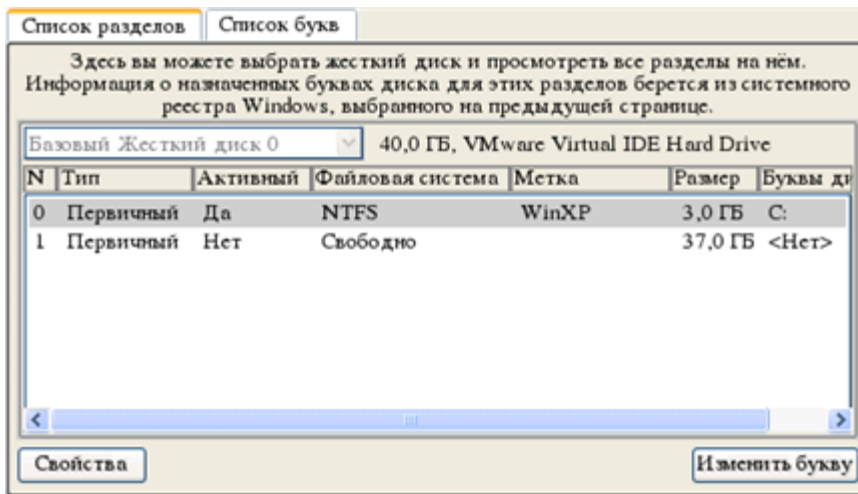 Список разделов Список букв
Здесь вы можете выбрать жесткий диск и просмотреть все разделы на нём.
Информация о назначенных буквах диска для этих разделов берется из системного
реестра Windows, выбранного на предыдущей странице.
Базовый Жесткий диск 0 40,0 ГБ, VMware Virtual IDE Hard Drive
N Тип Активный Файловая система Метка Размер Буквы ди
0 Первичный Да NTFS WinXP 3,0 ГБ C:
1 Первичный Нет Свободно 37,0 ГБ <Нет>
Свойства Изменить букву